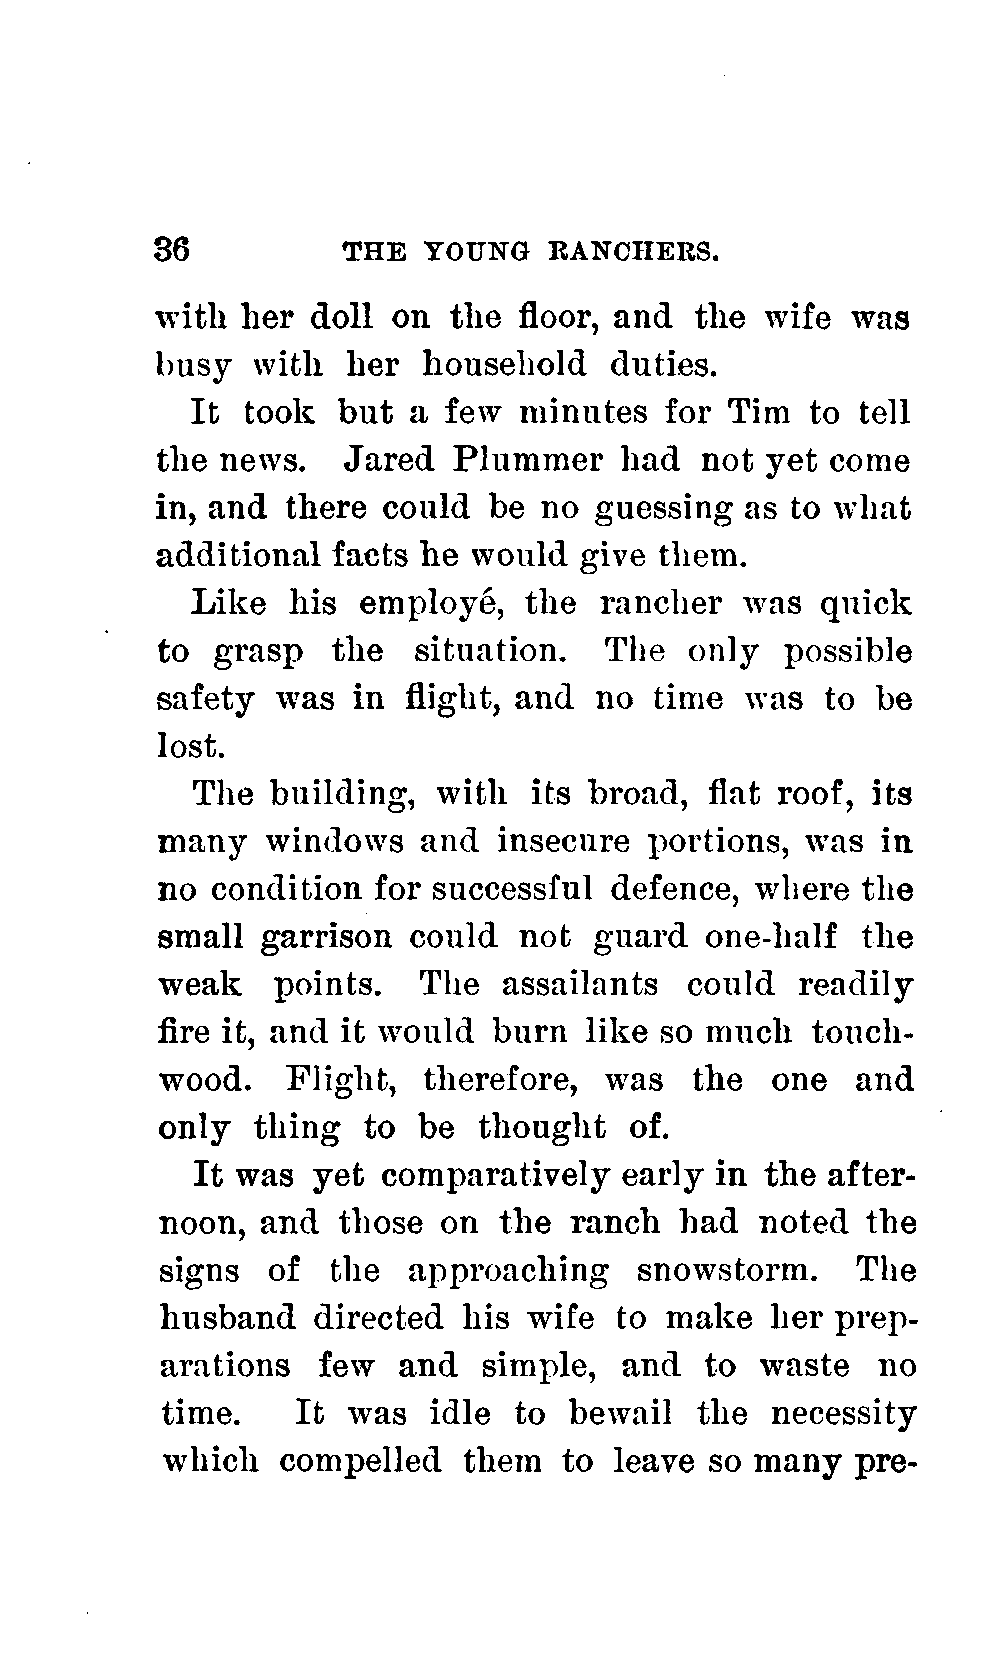 36 THE YOUNG RANCHERS.
with her doll on the floor, and the wife was
busy with her household duties.
It took but a few minutes for Tim to tell
the news. Jared Plummer had not yet come
in, and there could be no guessing as to what
additional facts he would give them.
Like his employé, the rancher was quick
to grasp the situation. The only possible
safety was in flight, and no time was to be
lost.
The building, with its broad, flat roof, its
many windows and insecure portions, was in
no condition for successful defence, where the
small garrison could not guard one-half the
weak points. The assailants could readily
fire it, and it would burn like so much touch-
wood. Flight, therefore, was the one and
only thing to be thought of.
It was yet comparatively early in the after-
noon, and those on the ranch had noted the
signs of the approaching snowstorm. The
husband directed his wife to make her prep-
arations few and simple, and to waste no
time. It was idle to bewail the necessity
which compelled them to leave so many pre-